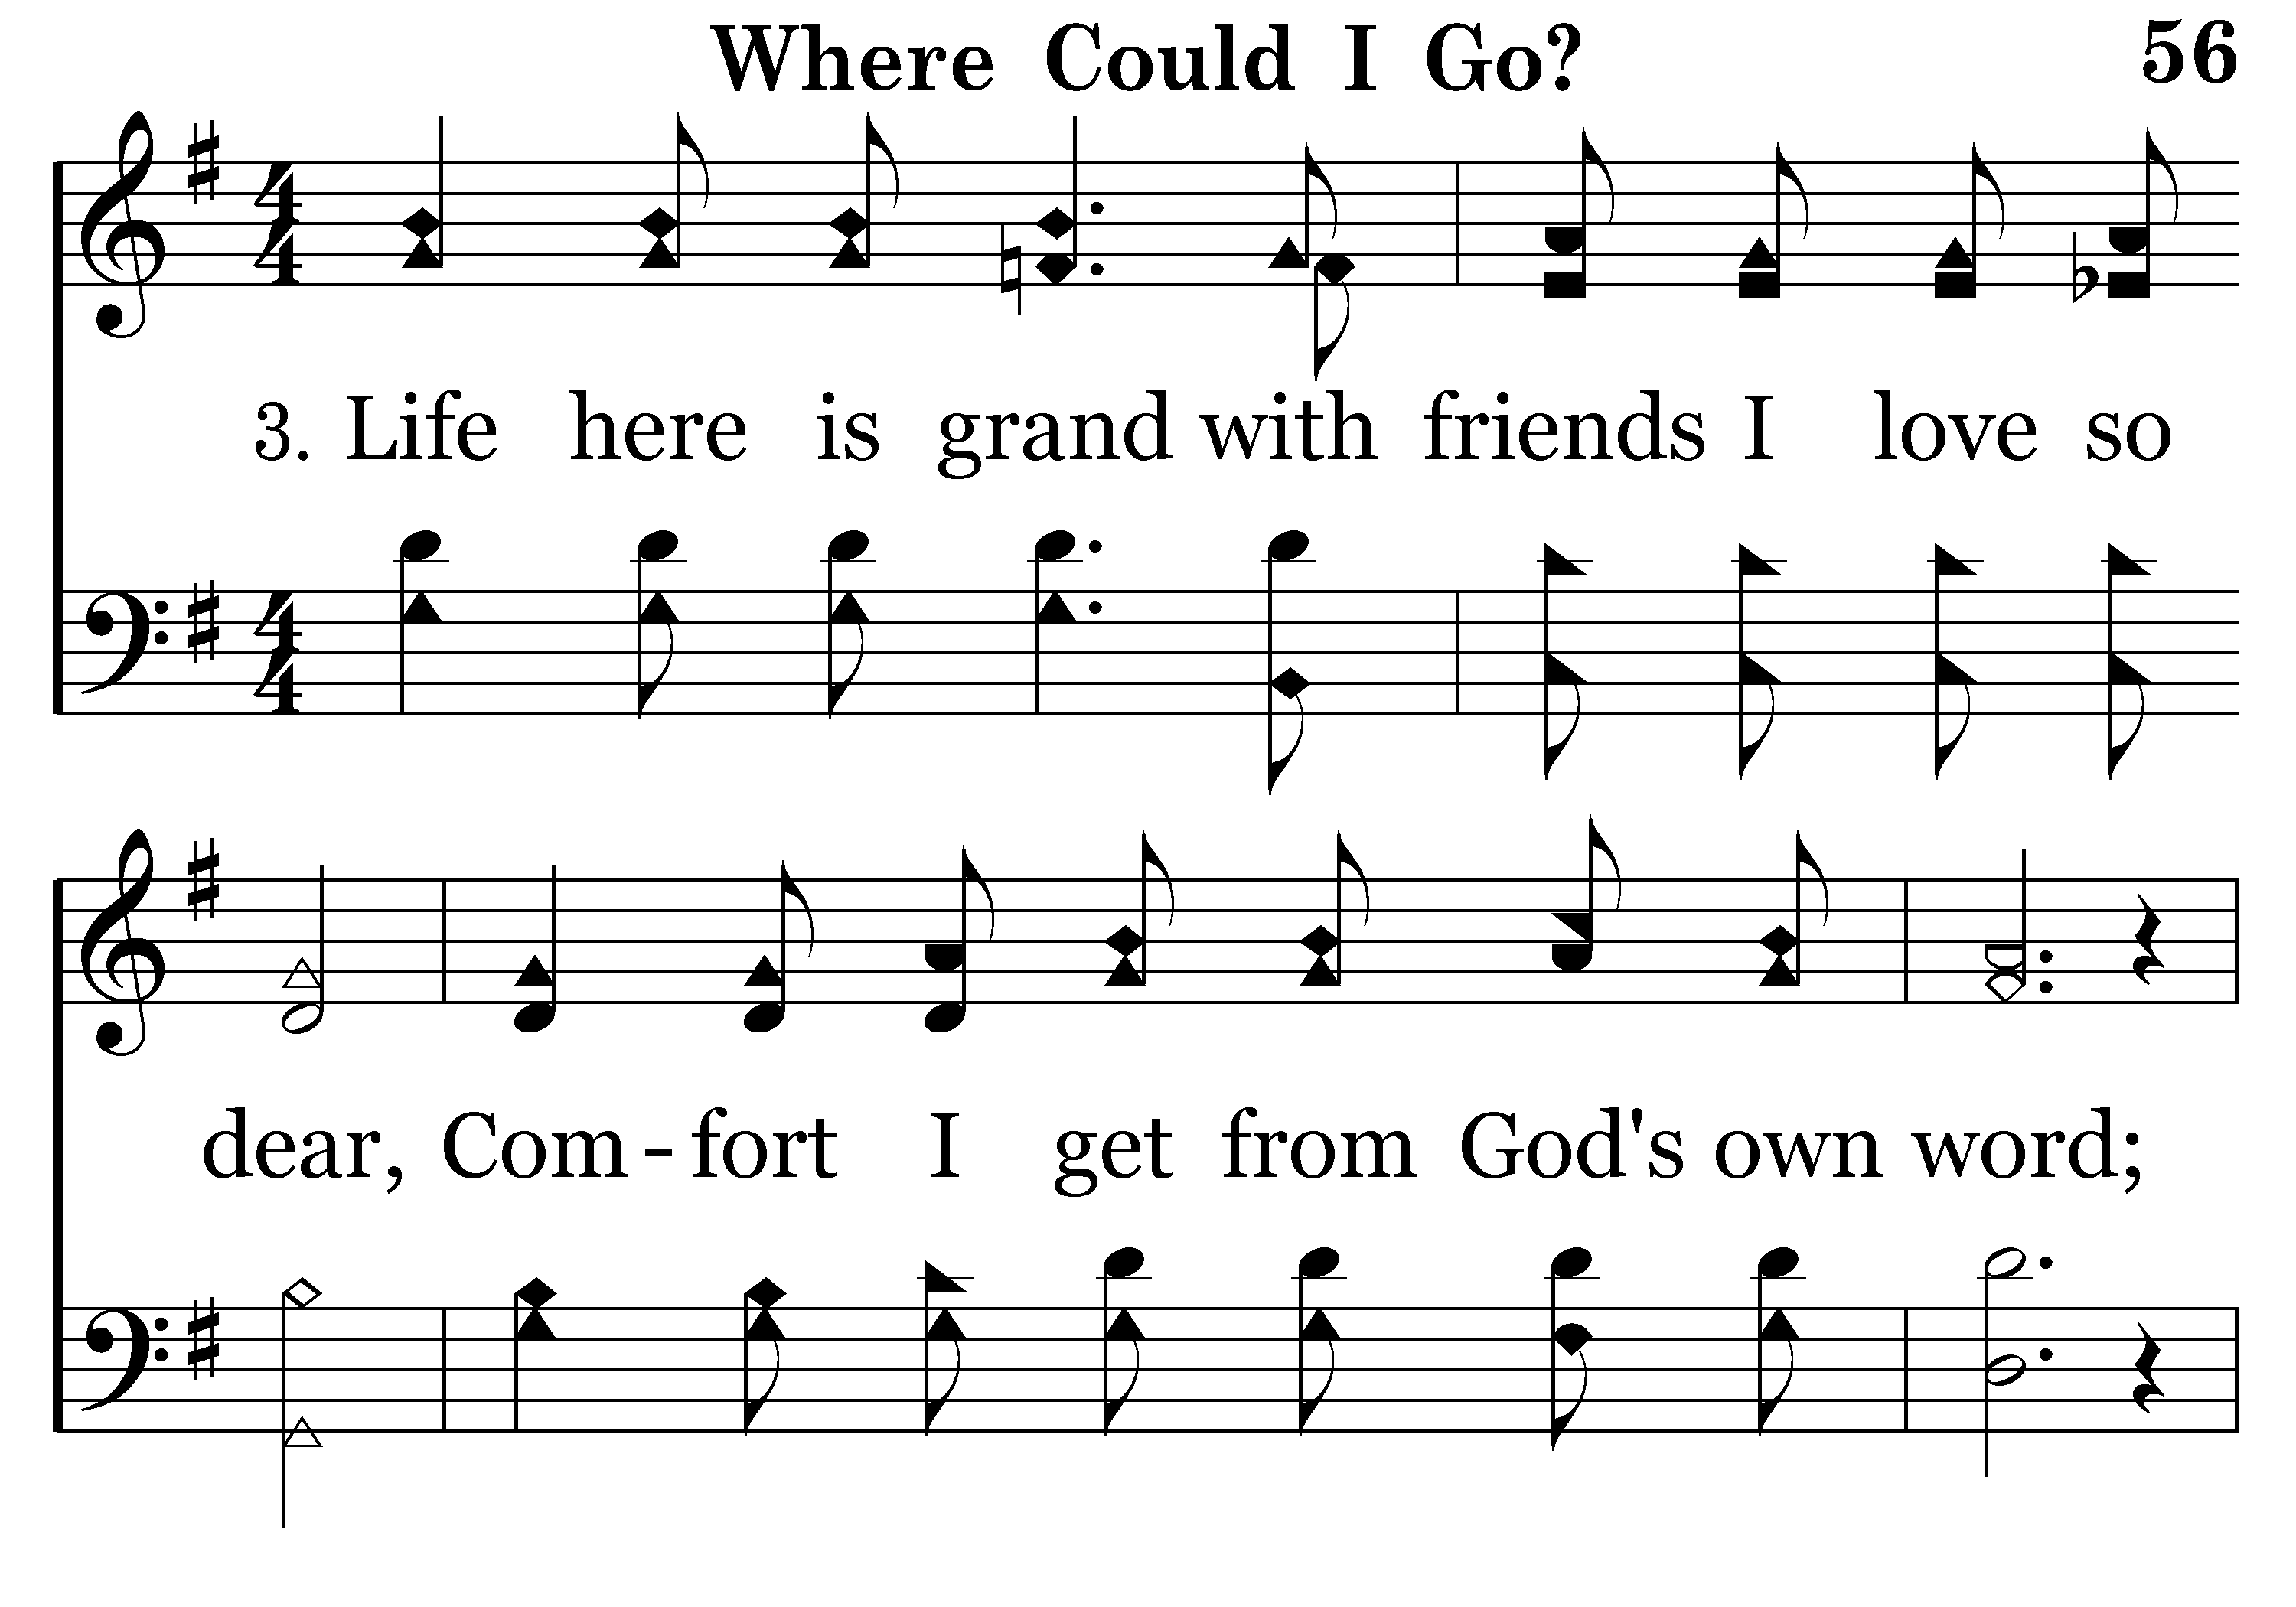 Where Could I Go? 56
3. Life here is grand with friends I love so
dear, Com - fort I get from God's own word;